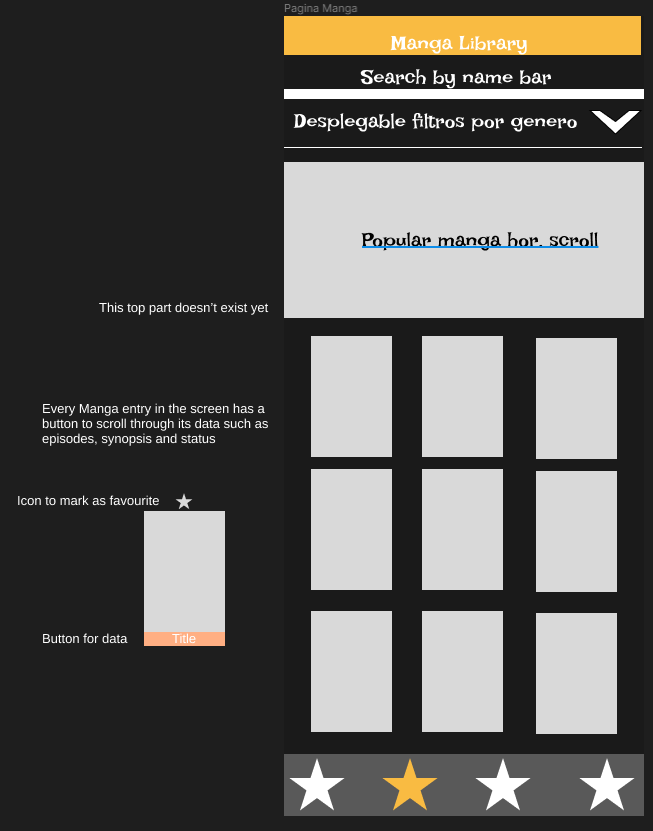 Pagina Manga
Manga Library
Search by name bar
Desplegable filtros por genero
Popular manga hor. scroll
This top part doesn't exist yet
Every Manga entry in the screen has a
button to scroll through its data such as
episodes, synopsis and status
Icon to mark as favourite
Button for data
Title